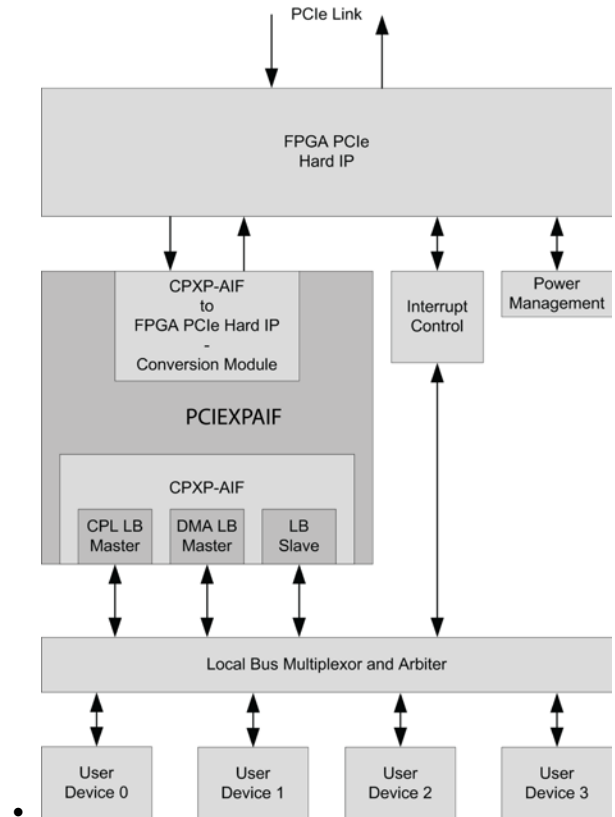 PCIe Link
FPGA PCIe
Hard IP
CPXP-AIF
to
FPGA PCIe Hard IP
-
Conversion Module
Interrupt
Control
Power
Management
PCIEXPAIF
CPXP-AIF
CPL LB
Master
DMA LB
Master
LB
Slave
Local Bus Multiplexor and Arbiter
User
Device 0
User
Device 1
User
Device 2
User
Device 3